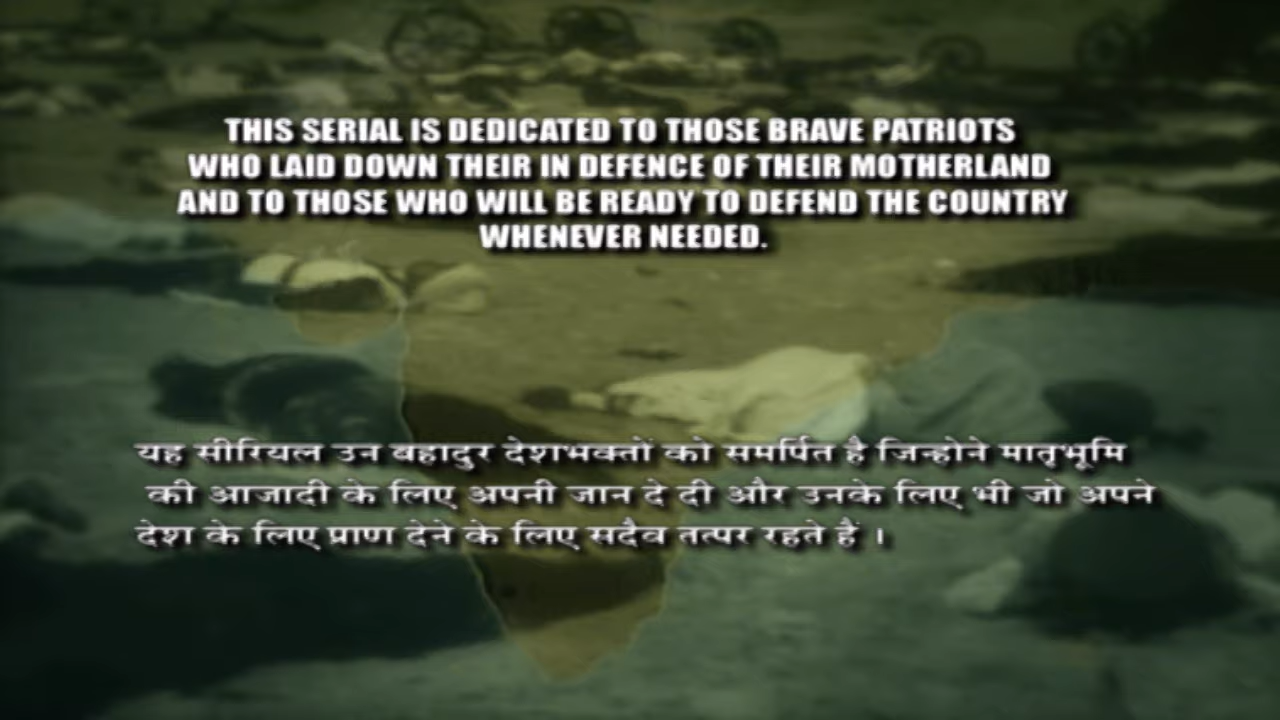 THIS SERIAL IS DEDICATED TO THOSE BRAVE PATRIOTS
WHO LAID DOWN THEIR IN DEFENCE OF THEIR MOTHERLAND
AND TO THOSE WHO WILL BE READY TO DEFEND THE COUNTRY
WHENEVER NEEDED.
यह सीरियल उन बहादुर देशभक्तों को समर्पित है जिन्होने मातृभूमि
की आजादी के लिए अपनी जान दे दी और उनके लिए भी जो अपने
देश के लिए प्राण देने के लिए सदैव तत्पर रहते हैं ।